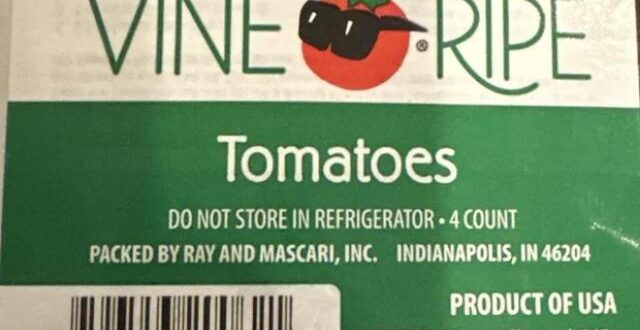 VINE ® RIPE
Tomatoes
DO NOT STORE IN REFRIGERATOR • 4 COUNT
PACKED BY RAY AND MASCARI, INC. INDIANAPOLIS, IN 46204
PRODUCT OF USA